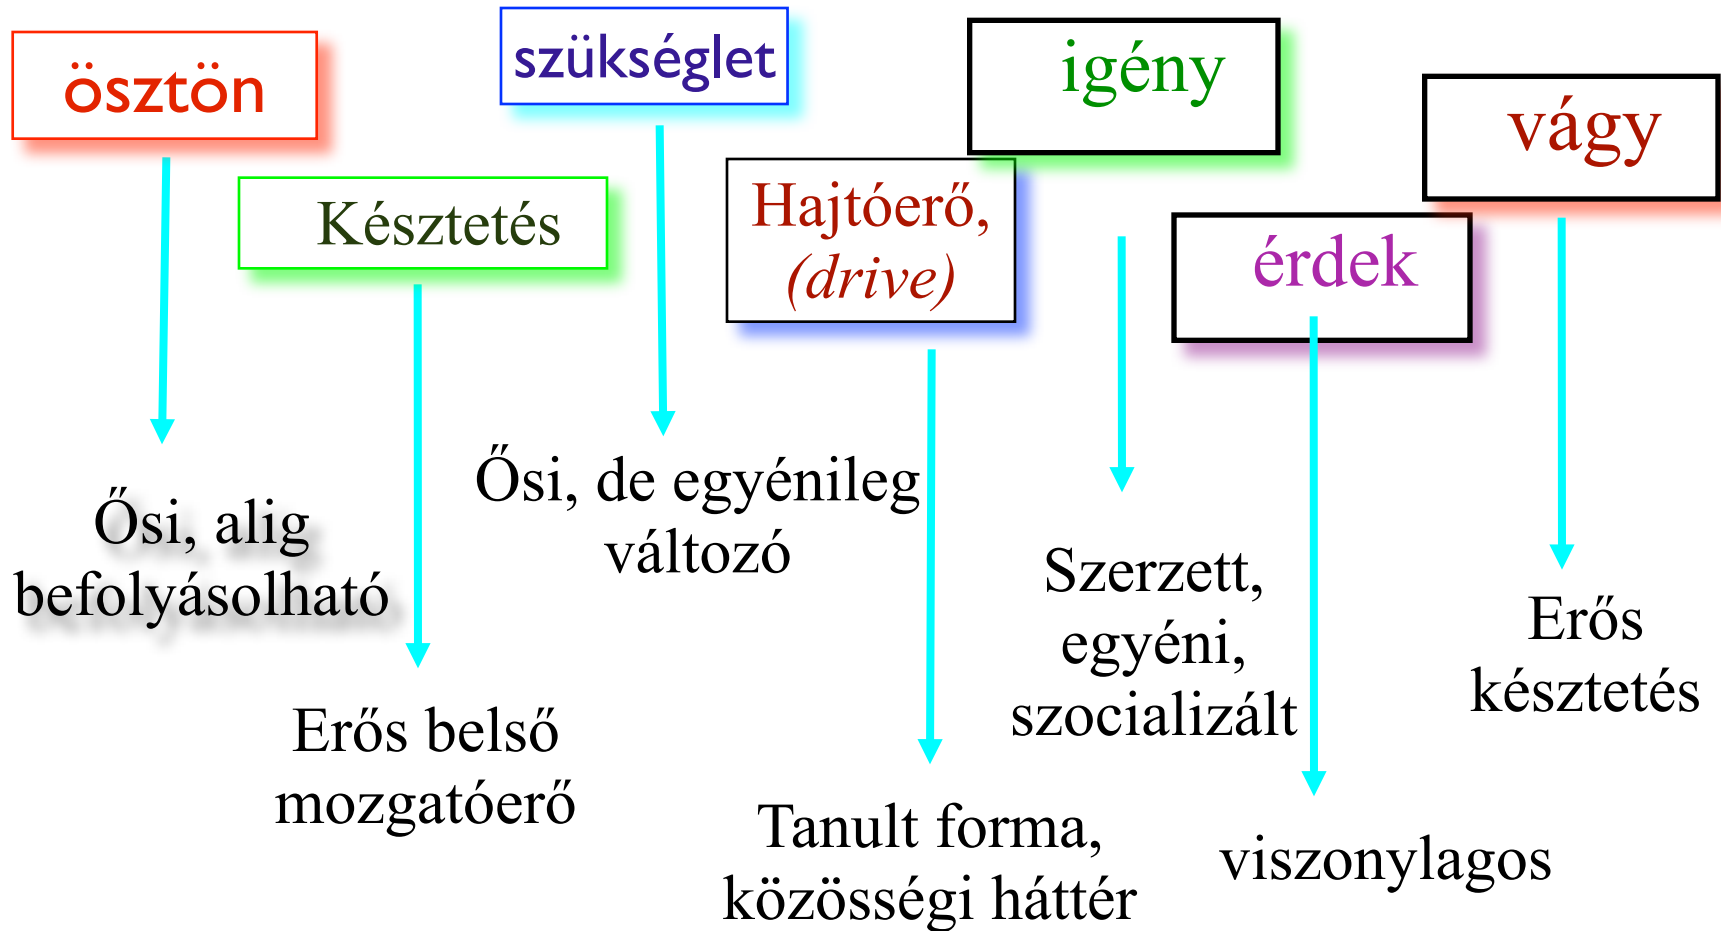 ösztön
Késztetés
szükséglet
Hajtóerő,
(drive)
igény
érdek
vágy
Ősi, alig
befolyásolható
Erős belső
mozgatóerő
Ősi, de egyénileg
változó
Tanult forma,
közösségi háttér
Szerzett,
egyéni,
szocializált
viszonylagos
Erős
késztetés